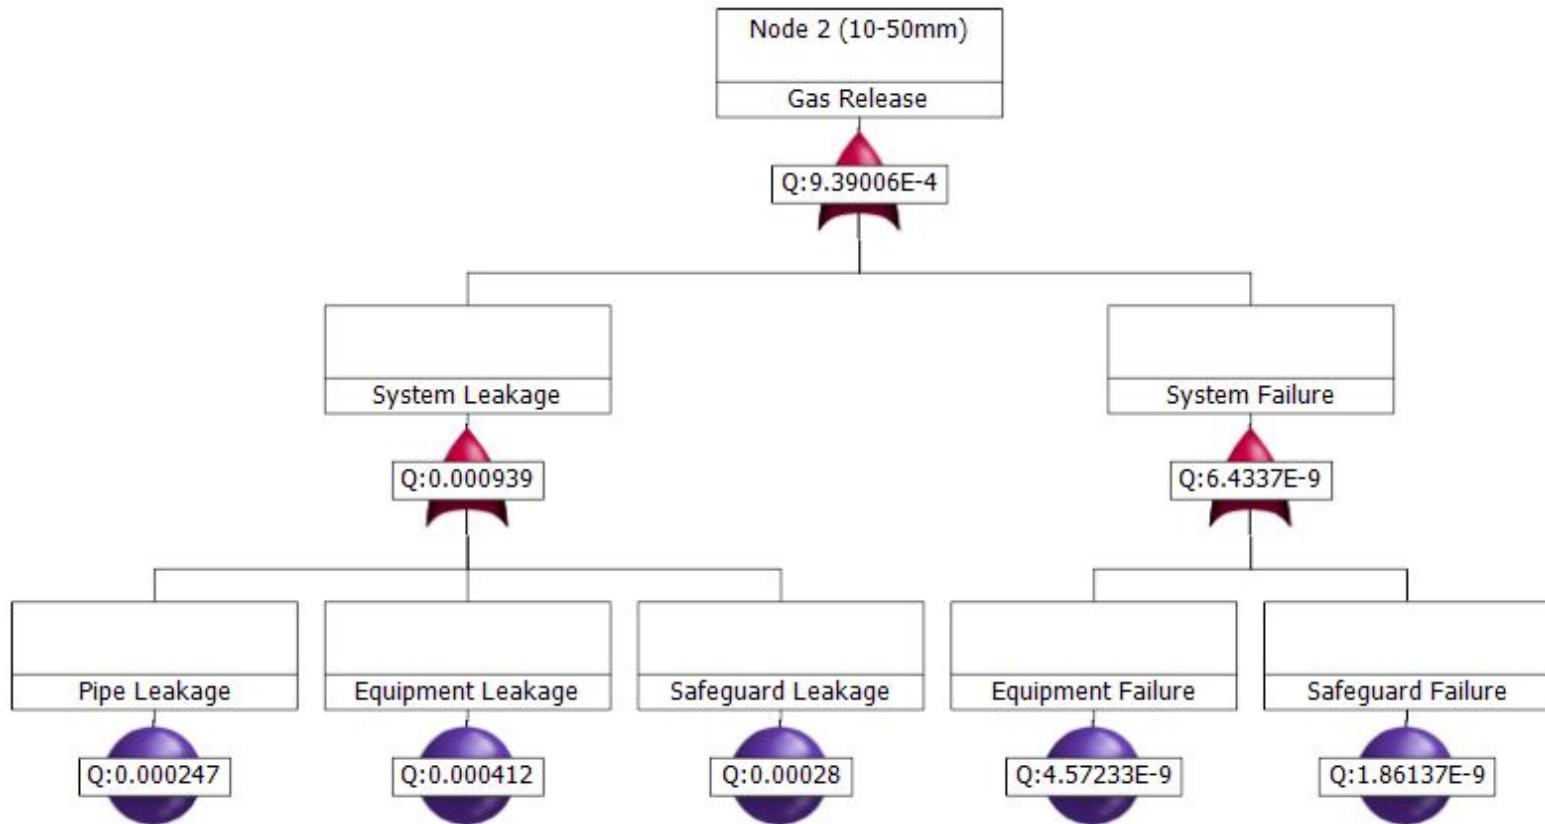 Node 2 (10-50mm)
Gas Release
Q:9.39006E-4
System Leakage
System Failure
Q:0.000939
Q:6.4337E-9
Pipe Leakage
Equipment Leakage
Safeguard Leakage
Equipment Failure
Safeguard Failure
Q:0.000247
Q:0.000412
Q:0.00028
Q:4.57233E-9
Q:1.86137E-9